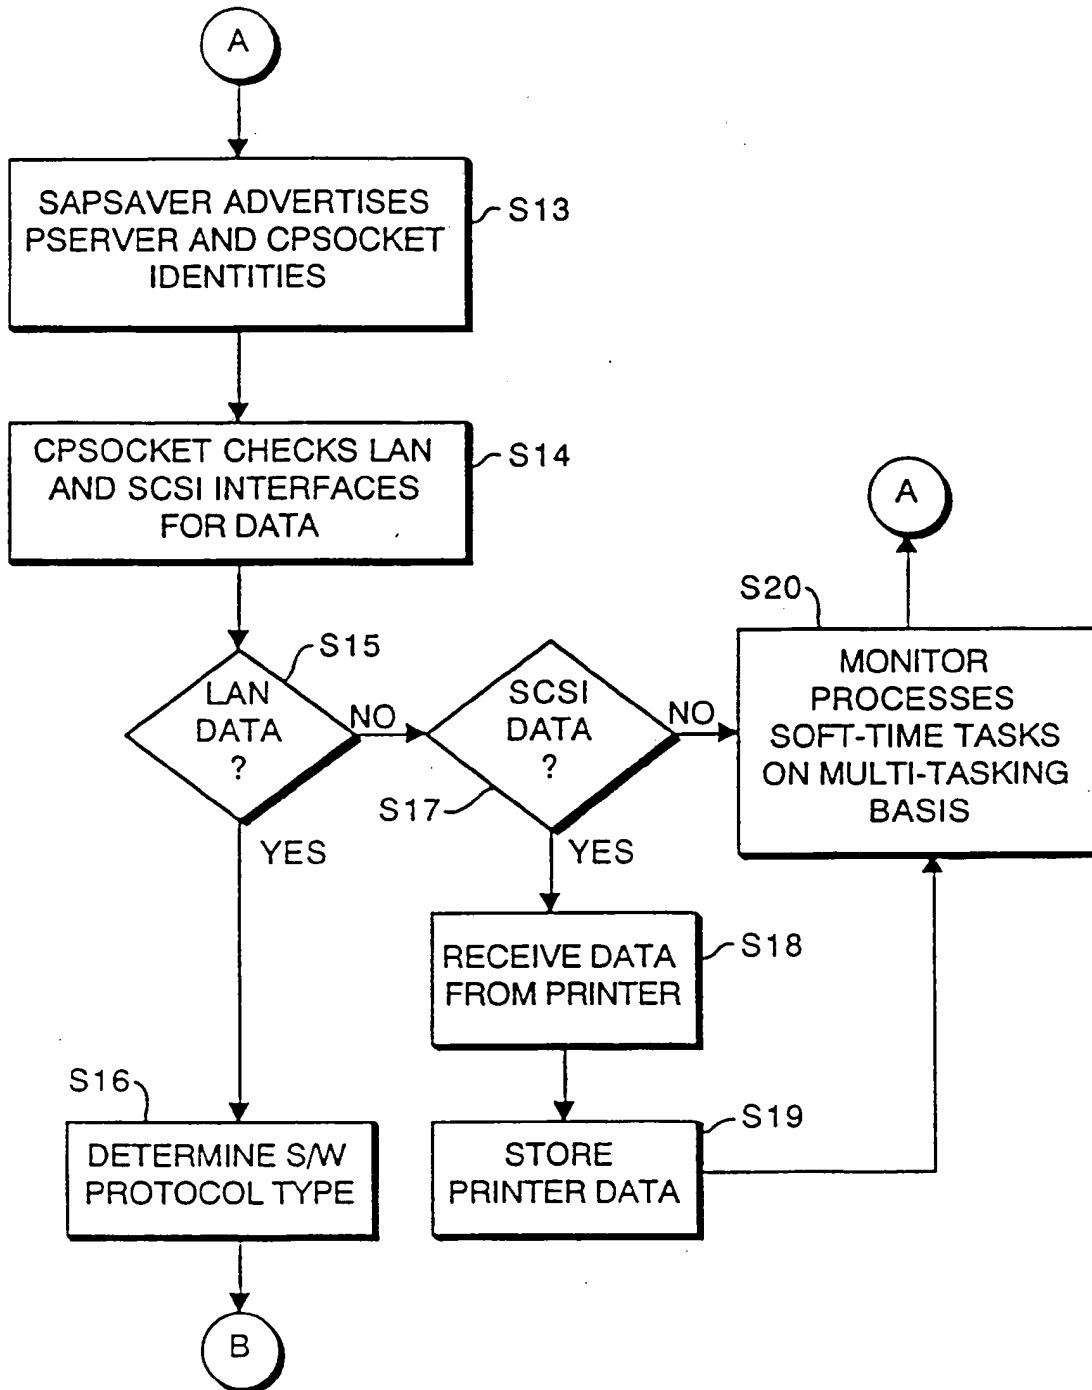 A
SAPSAVER ADVERTISES
PSERVER AND CPSOCKET
IDENTITIES
S13
CPSOCKET CHECKS LAN
AND SCSI INTERFACES
FOR DATA
S14
A
S20
MONITOR
PROCESSES
SOFT-TIME TASKS
ON MULTI-TASKING
BASIS
S15
LAN
DATA
?
NO
YES
SCSI
DATA
?
NO
S17
YES
RECEIVE DATA
FROM PRINTER
S18
S16
DETERMINE S/W
PROTOCOL TYPE
STORE
PRINTER DATA
S19
B